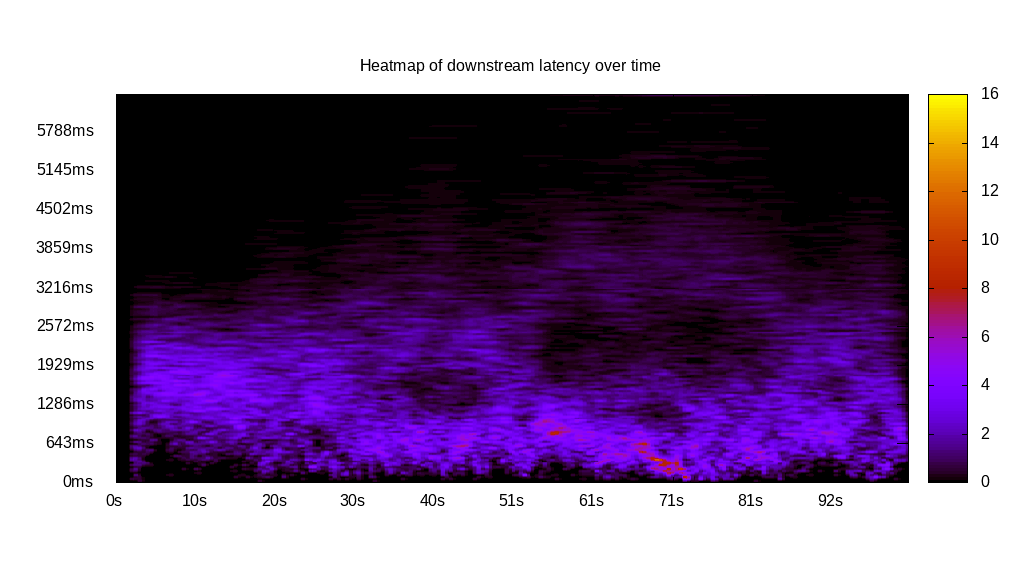 Heatmap of downstream latency over time
5788ms
5145ms
4502ms
3859ms
3216ms
2572ms
1929ms
1286ms
643ms
0ms
0s 10s 20s 30s 40s 51s 61s 71s 81s 92s
16
14
12
10
8
6
4
2
0